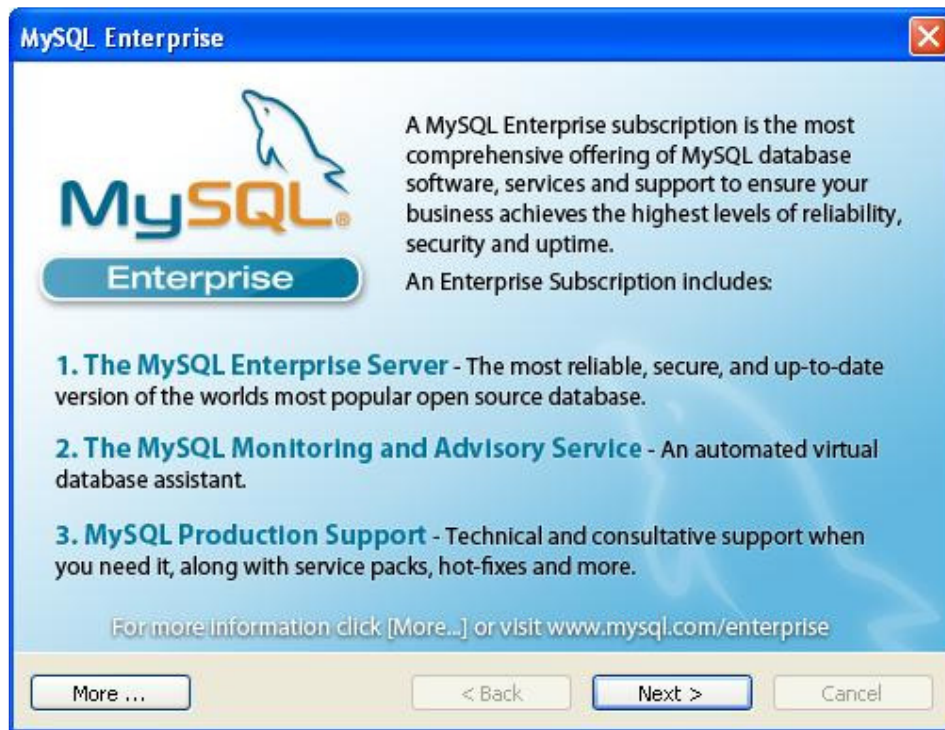 MySQL Enterprise
MySQL®
Enterprise
A MySQL Enterprise subscription is the most
comprehensive offering of MySQL database
software, services and support to ensure your
business achieves the highest levels of reliability,
security and uptime.
An Enterprise Subscription includes:
1. The MySQL Enterprise Server - The most reliable, secure, and up-to-date
version of the worlds most popular open source database.
2. The MySQL Monitoring and Advisory Service - An automated virtual
database assistant.
3. MySQL Production Support - Technical and consultative support when
you need it, along with service packs, hot-fixes and more.
For more information click [More...] or visit www.mysql.com/enterprise
More ... < Back Next > Cancel